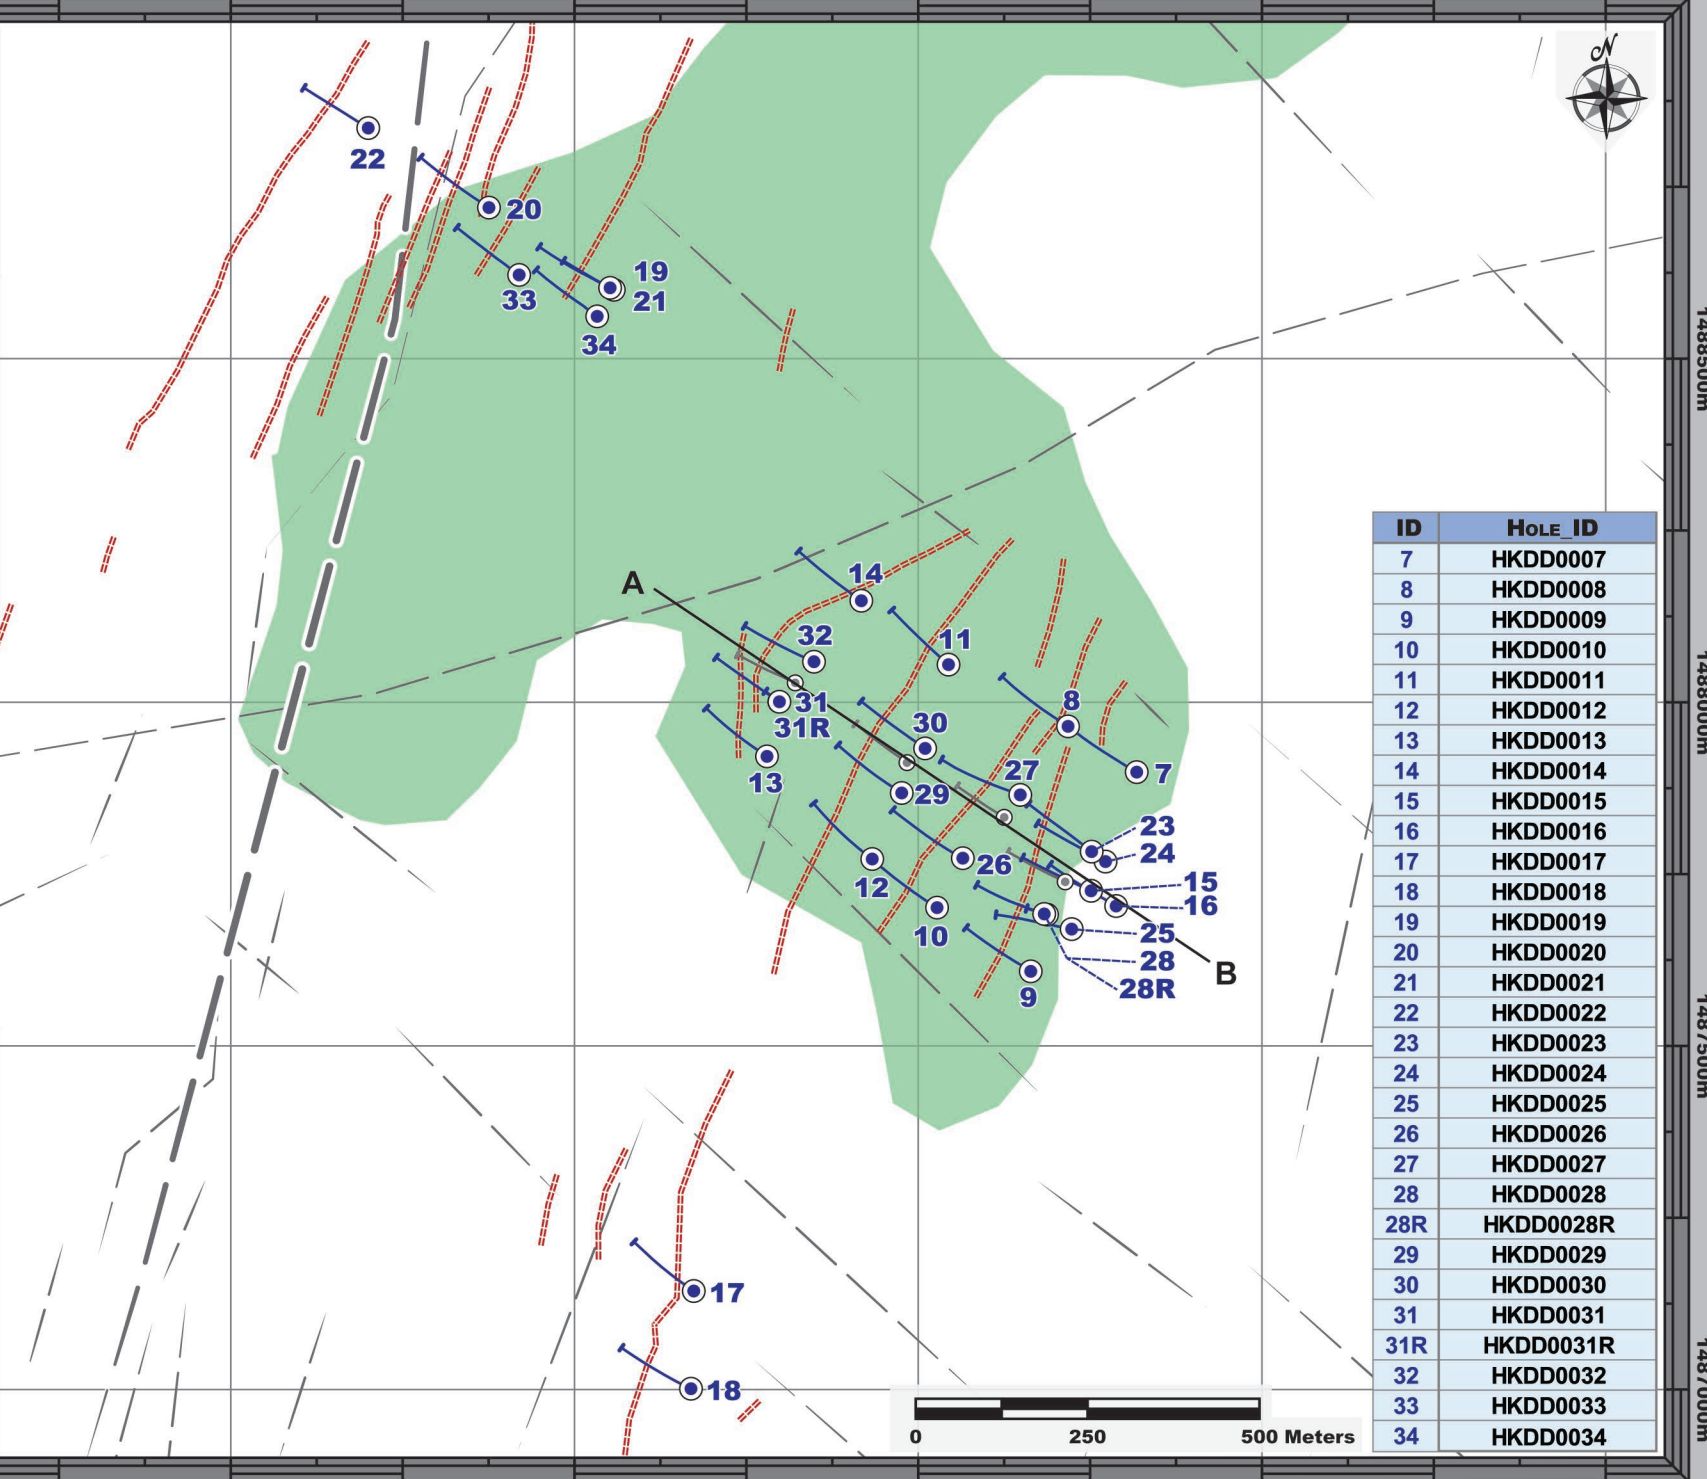 N
22
20
19
33
21
34
1488500m
A
14
32
11
31
31R
8
30
13
27
7
29
23
24
26
12
15
16
10
25
28
28R
9
B
1488000m
1487500m
17
18
1487000m
0 250 500 Meters
ID HOLE_ID
7 HKDD0007
8 HKDD0008
9 HKDD0009
10 HKDD0010
11 HKDD0011
12 HKDD0012
13 HKDD0013
14 HKDD0014
15 HKDD0015
16 HKDD0016
17 HKDD0017
18 HKDD0018
19 HKDD0019
20 HKDD0020
21 HKDD0021
22 HKDD0022
23 HKDD0023
24 HKDD0024
25 HKDD0025
26 HKDD0026
27 HKDD0027
28 HKDD0028
28R HKDD0028R
29 HKDD0029
30 HKDD0030
31 HKDD0031
31R HKDD0031R
32 HKDD0032
33 HKDD0033
34 HKDD0034